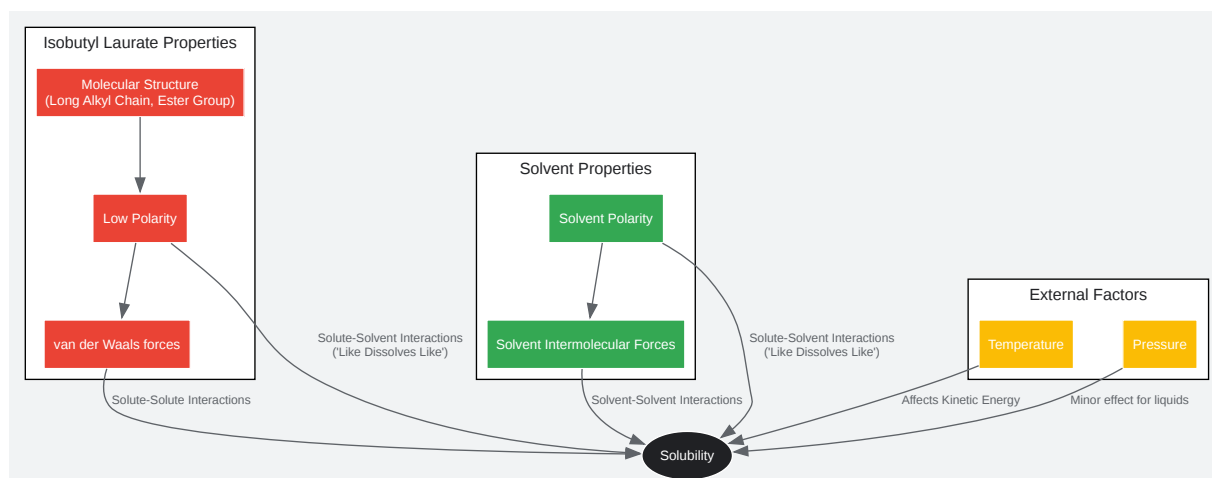 Isobutyl Laurate Properties
Molecular Structure
(Long Alkyl Chain, Ester Group)
Low Polarity
van der Waals forces
Solute-Solute Interactions
Solute-Solvent Interactions
('Like Dissolves Like')
Solvent Properties
Solvent Polarity
Solvent Intermolecular Forces
Solvent-Solvent Interactions
Solute-Solvent Interactions
('Like Dissolves Like')
External Factors
Temperature
Pressure
Affects Kinetic Energy
Minor effect for liquids
Solubility